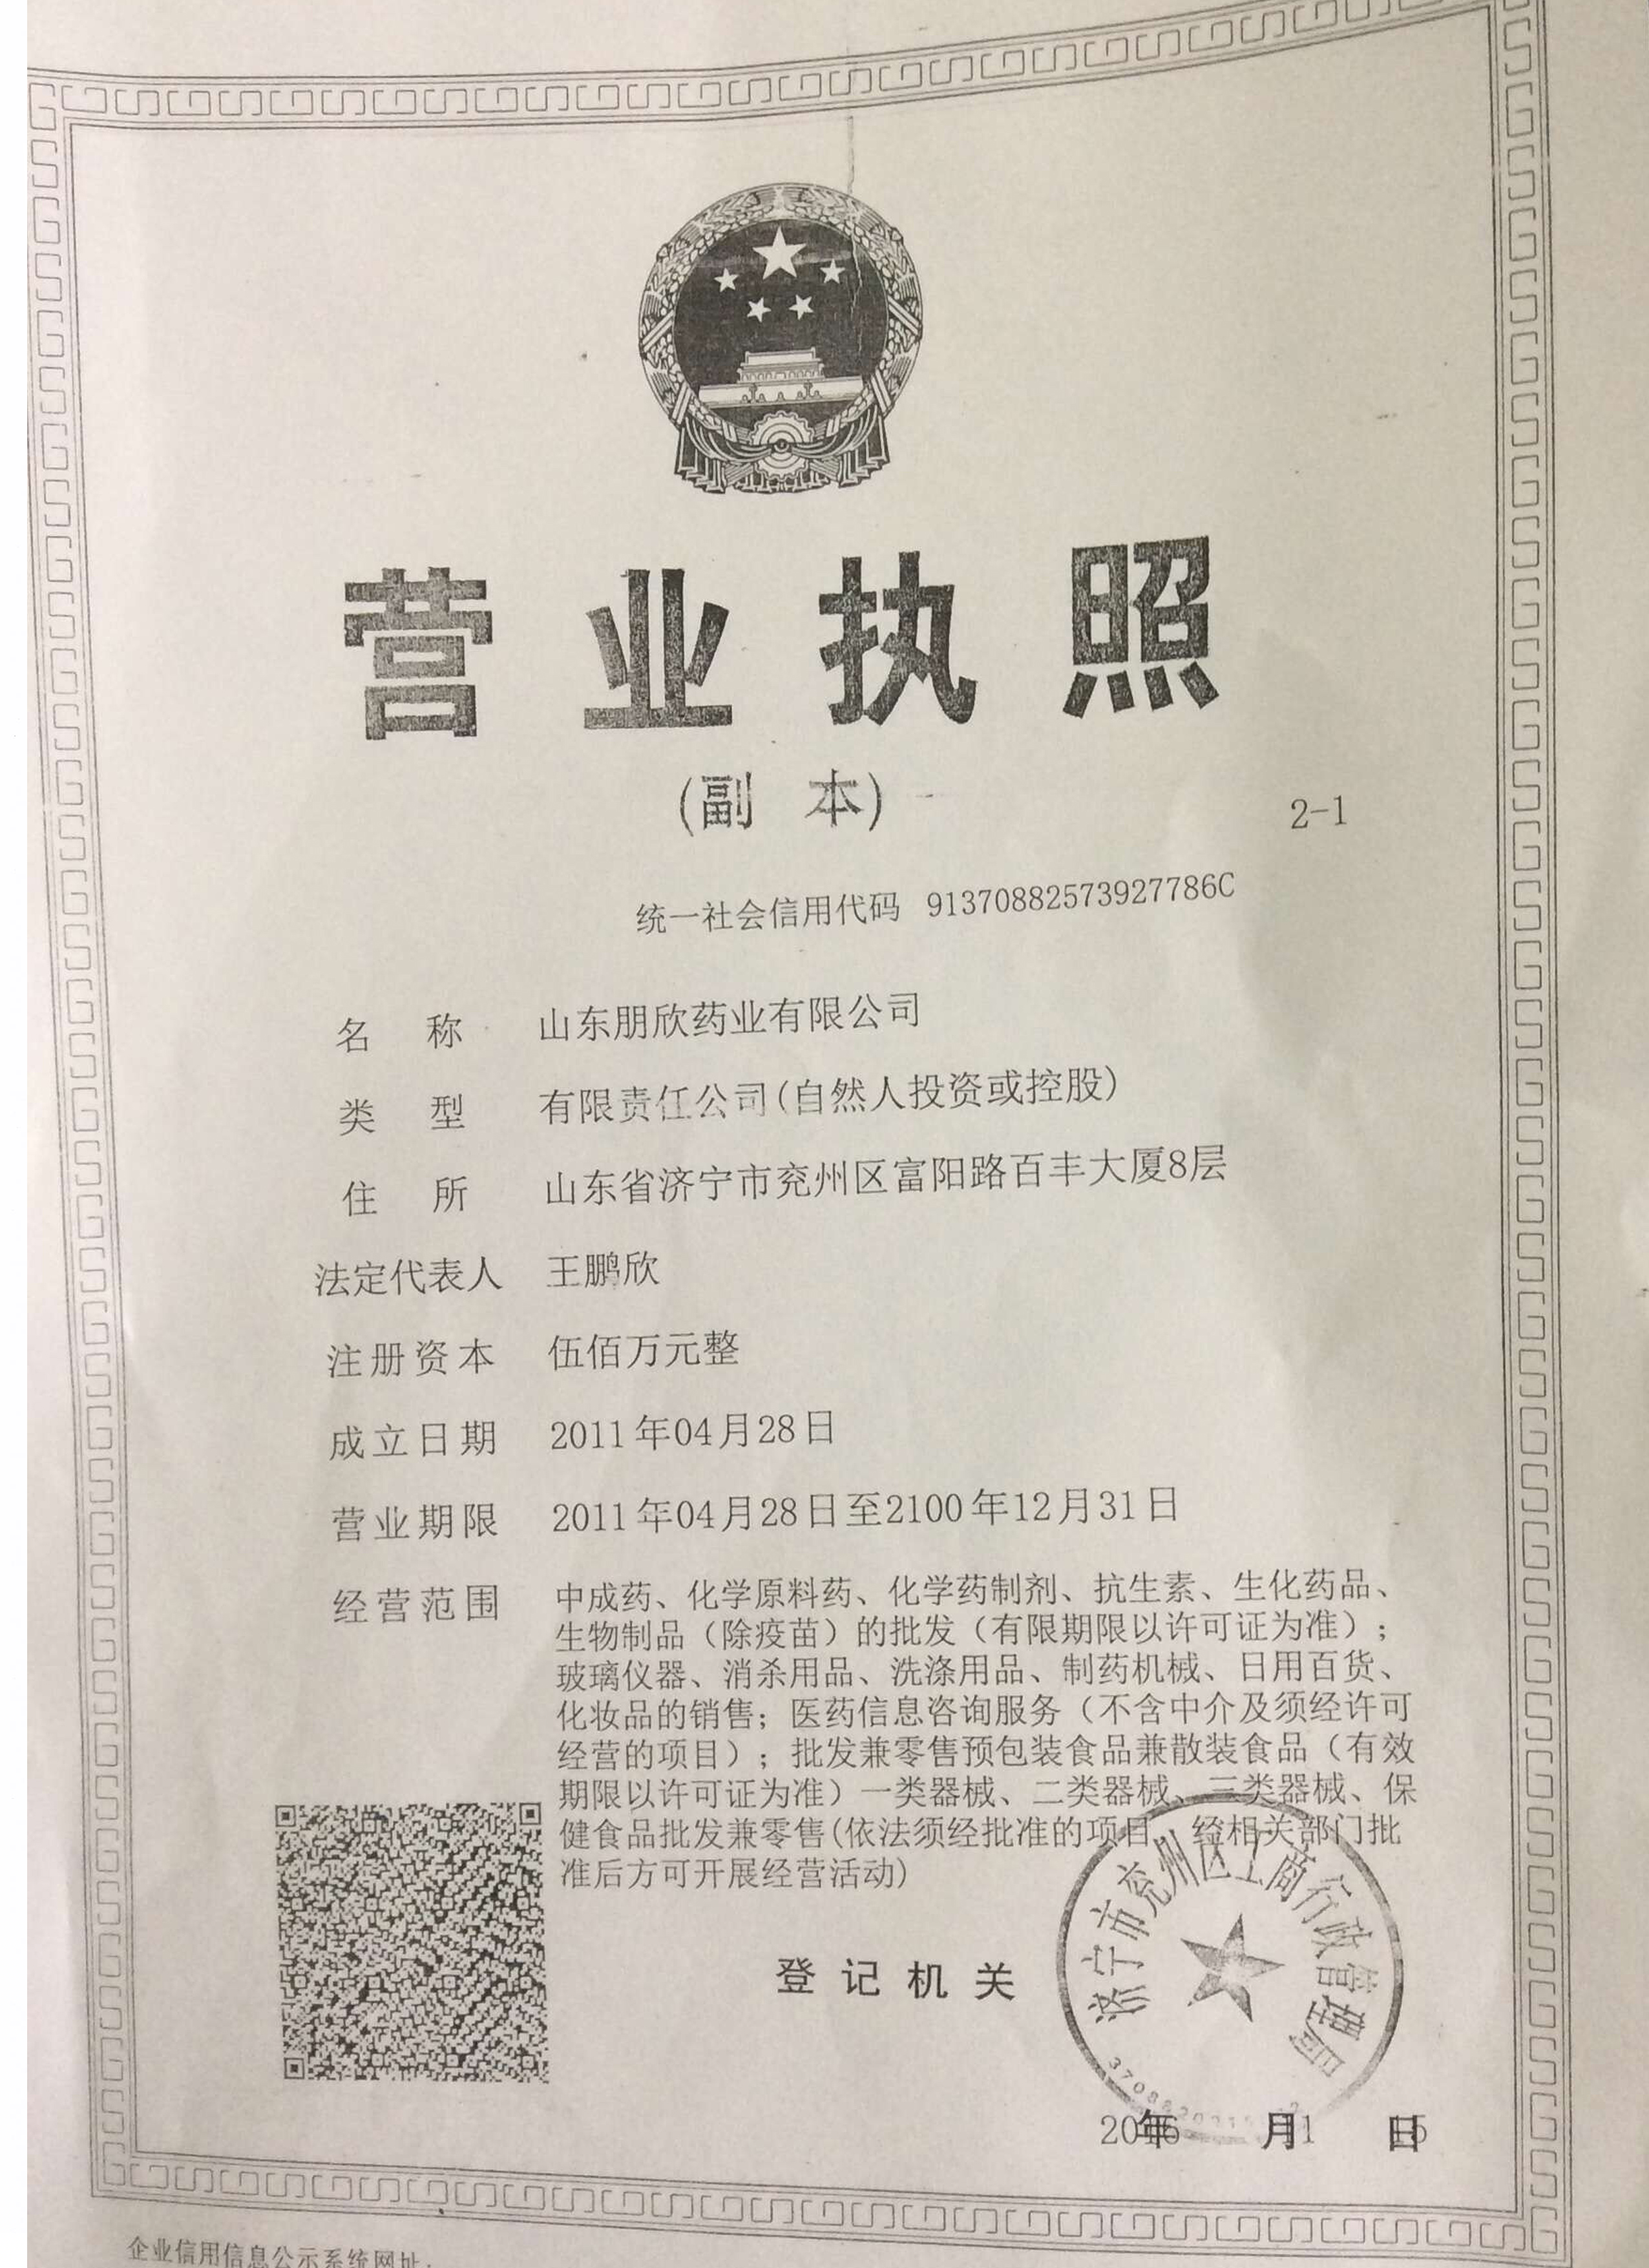 营业执照
(副 本)
2-1
统一社会信用代码 91370882573927786C
名 称 山东朋欣药业有限公司
类 型 有限责任公司(自然人投资或控股)
住 所 山东省济宁市兖州区富阳路百丰大厦8层
法定代表人 王鹏欣
注册资本 伍佰万元整
成立日期 2011年04月28日
营业期限 2011年04月28日至2100年12月31日
经营范围 中成药、化学原料药、化学药制剂、抗生素、生化药品、
生物制品（除疫苗）的批发（有限期限以许可证为准）；
玻璃仪器、消杀用品、洗涤用品、制药机械、日用百货、
化妆品的销售；医药信息咨询服务（不含中介及须经许可
经营的项目）；批发兼零售预包装食品兼散装食品（有效
期限以许可证为准）一类器械、二类器械、三类器械、保
健食品批发兼零售(依法须经批准的项目，经相关部门批
准后方可开展经营活动)
登记机关
济宁市兖州区工商行政管理局
年 月 日
企业信用信息公示系统网址: